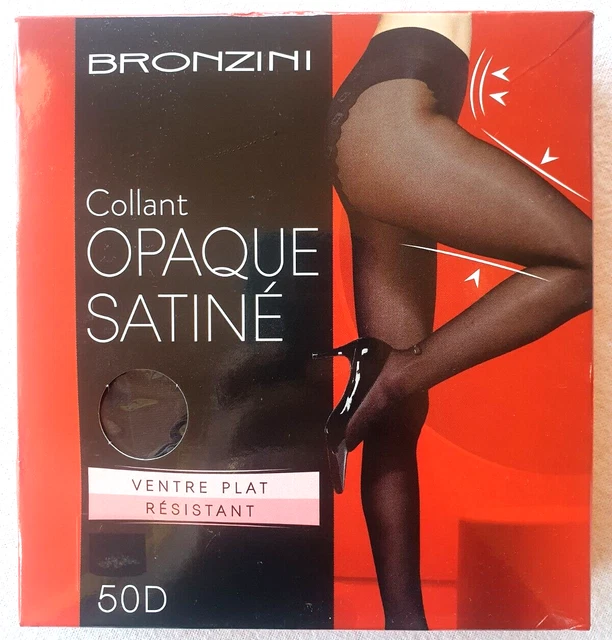 BRONZINI
Collant
OPAQUE
SATINÉ
VENTRE PLAT
RÉSISTANT
50D